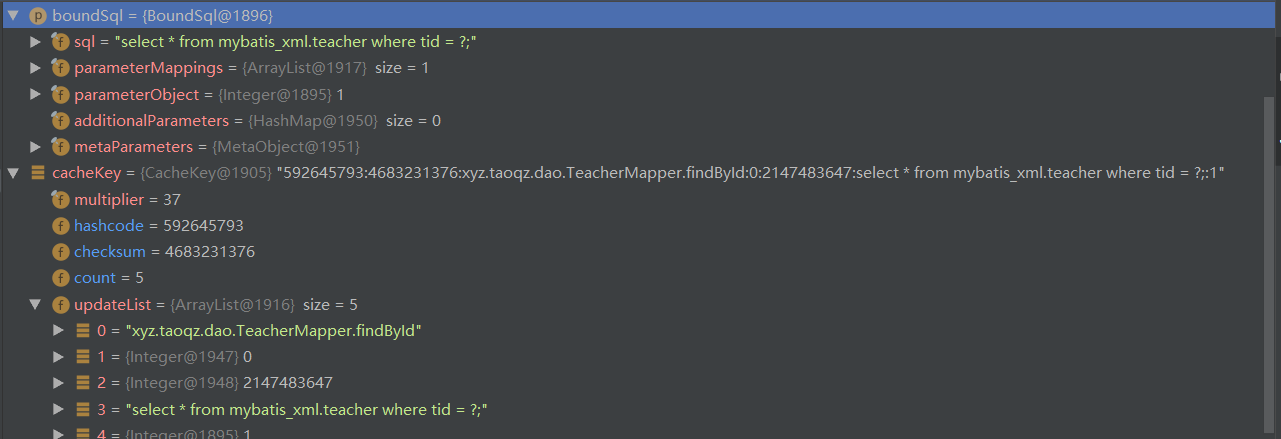 p boundSql = {BoundSql@1896}
f sql = "select * from mybatis_xml.teacher where tid = ?;"
f parameterMappings = {ArrayList@1917} size = 1
f parameterObject = {Integer@1895} 1
f additionalParameters = {HashMap@1950} size = 0
f metaParameters = {MetaObject@1951}
cacheKey = {CacheKey@1905} "592645793:4683231376:xyz.taoqz.dao.TeacherMapper.findById:0:2147483647:select * from mybatis_xml.teacher where tid = ?;:1"
f multiplier = 37
f hashcode = 592645793
f checksum = 4683231376
f count = 5
f updateList = {ArrayList@1916} size = 5
0 = "xyz.taoqz.dao.TeacherMapper.findById"
1 = {Integer@1947} 0
2 = {Integer@1948} 2147483647
3 = "select * from mybatis_xml.teacher where tid = ?;"
4 = {Integer@1895} 1